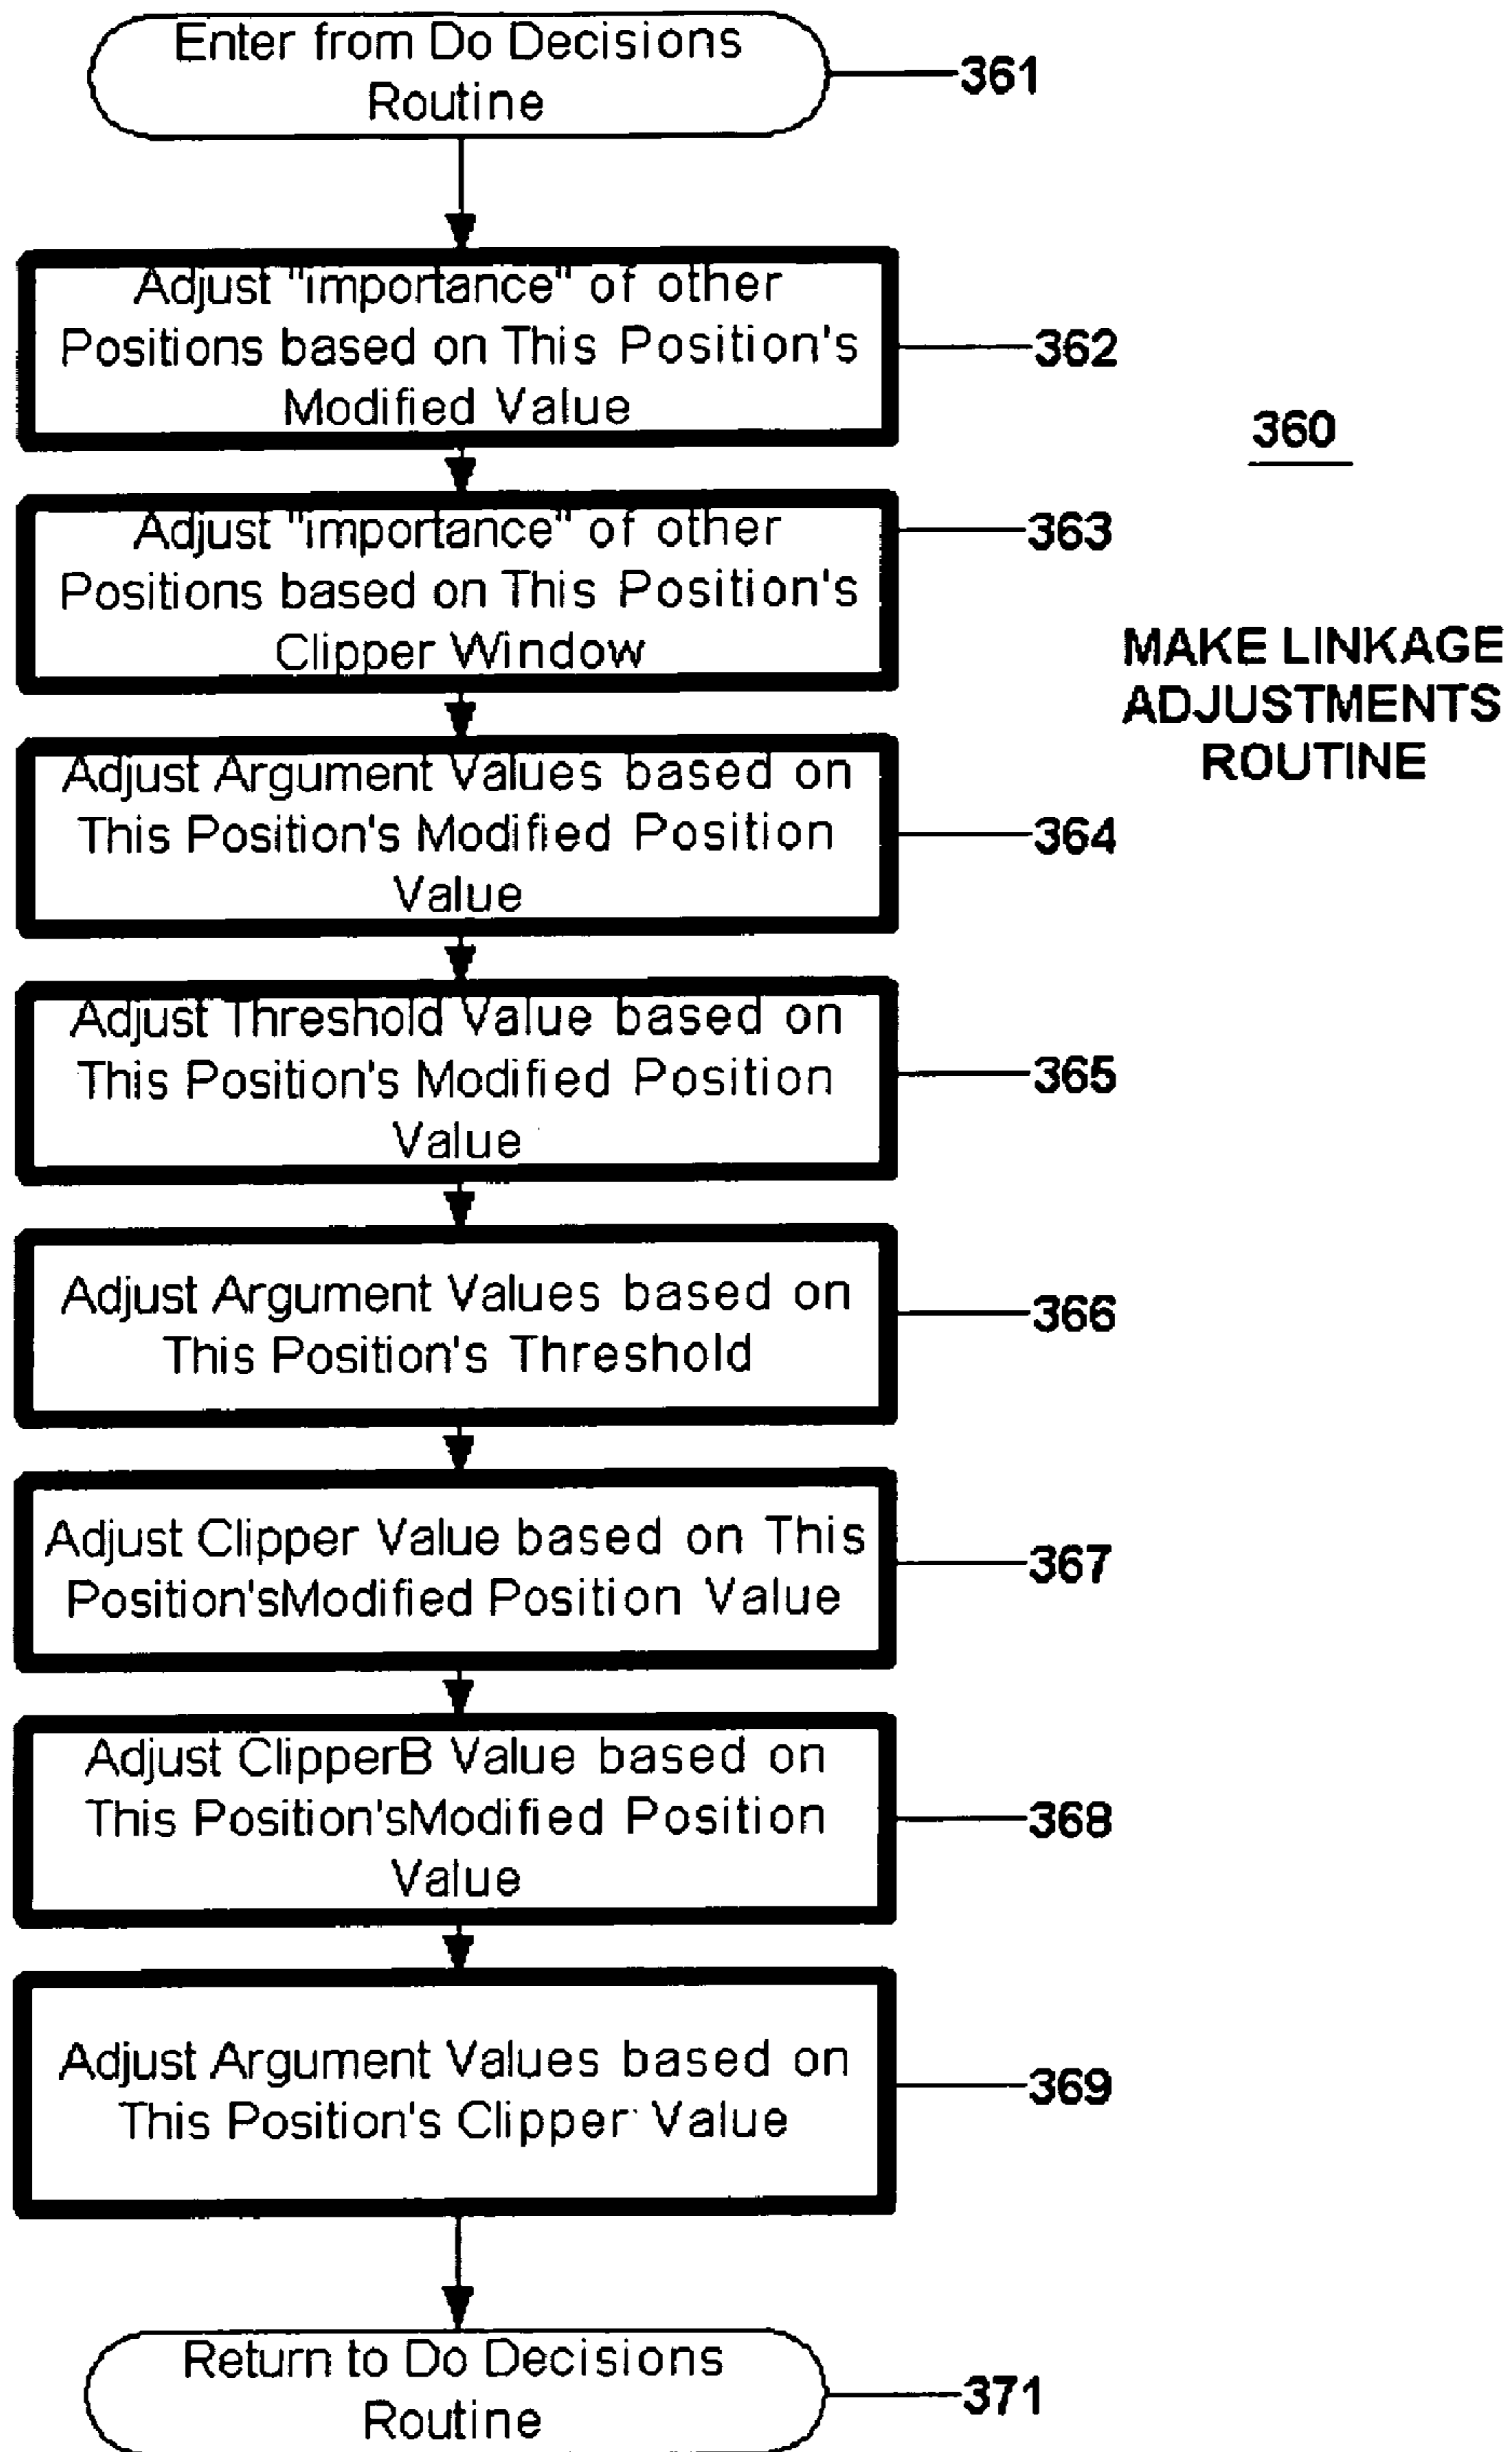 Enter from Do Decisions
Routine
361
Adjust "importance" of other
Positions based on This Position's
Modified Value
362
360
Adjust "importance" of other
Positions based on This Position's
Clipper Window
363
MAKE LINKAGE
ADJUSTMENTS
ROUTINE
Adjust Argument Values based on
This Position's Modified Position
Value
364
Adjust Threshold Value based on
This Position's Modified Position
Value
365
Adjust Argument Values based on
This Position's Threshold
366
Adjust Clipper Value based on This
Position'sModified Position Value
367
Adjust ClipperB Value based on
This Position'sModified Position
Value
368
Adjust Argument Values based on
This Position's Clipper Value
369
Return to Do Decisions
Routine
371